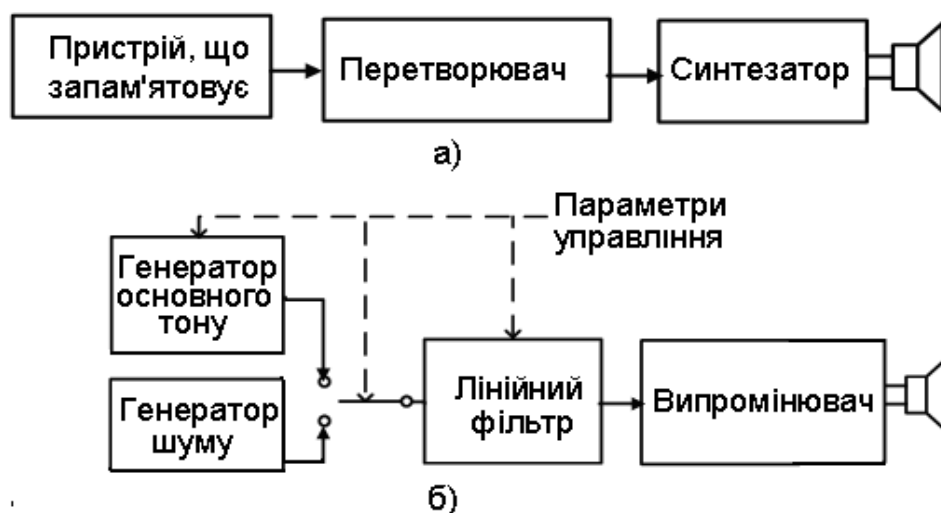 Пристрій, що
запам'ятовує
Перетворювач
Синтезатор
а)
Параметри
управління
Генератор
основного
тону
Генератор
шуму
Лінійний
фільтр
Випромінювач
б)